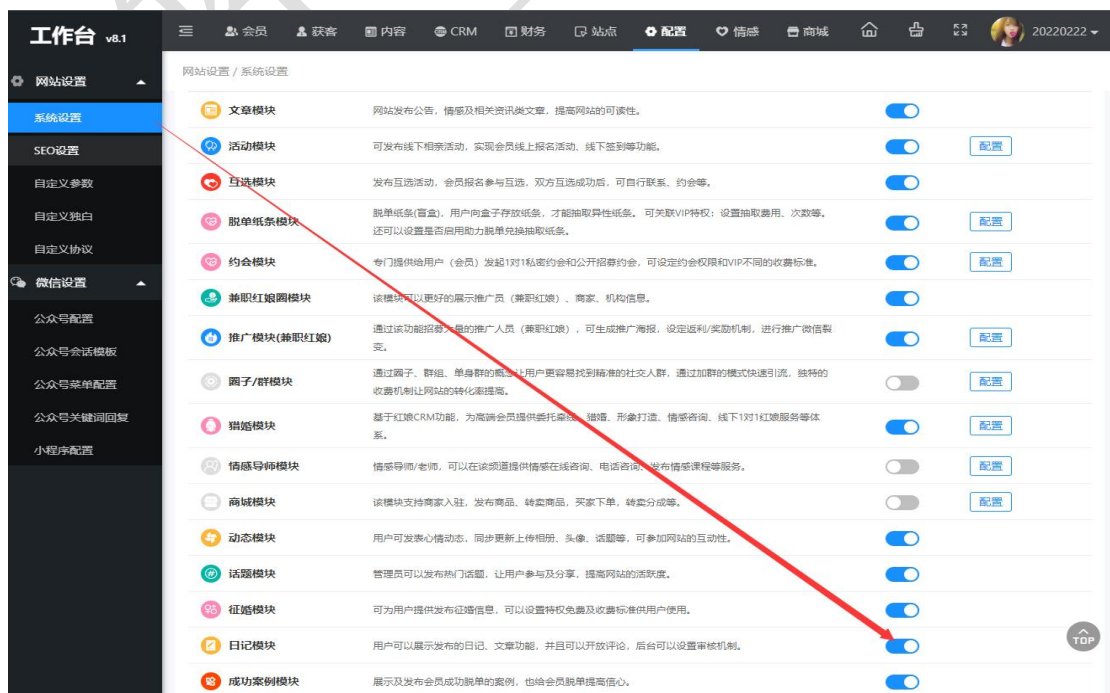 工作台 v8.1
会员 获客 内容 CRM 财务 站点 配置 情感 商城 20220222
网站设置
网站设置 / 系统设置
系统设置
SEO设置
自定义参数
自定义独白
自定义协议
微信设置
公众号配置
公众号会话模板
公众号菜单配置
公众号关键词回复
小程序配置
文章模块 网站发布公告，情感及相关资讯类文章，提高网站的可读性。
活动模块 可发布线下相亲活动，实现会员线上报名活动、线下签到等功能。 配置
互选模块 发布互选活动，会员报名参与互选，双方互选成功后，可自行联系、约会等。
脱单纸条模块 脱单纸条(盲盒)，用户向盒子存放纸条，才能抽取异性纸条。 可关联VIP特权：设置抽取费用、次数等。 配置
还可以设置是否启用助力脱单兑换抽取纸条。
约会模块 专门提供给用户（会员）发起1对1私密约会和公开招募约会，可设定约会权限和VIP不同的收费标准。 配置
兼职红娘圈模块 该模块可以更好的展示推广员（兼职红娘）、商家、机构信息。
推广模块(兼职红娘) 通过该功能招募大量的推广人员（兼职红娘），可生成推广海报，设定返利/奖励机制，进行推广微信裂 配置
变。
圈子/群模块 通过圈子、群组、单身群的概念让用户更容易找到精准的社交人群，通过加群的模式快速引流，独特的 配置
收费机制让网站的转化率提高。
猎婚模块 基于红娘CRM功能，为高端会员提供委托牵线、猎婚、形象打造、情感咨询、线下1对1红娘服务等体 配置
系。
情感导师模块 情感导师/老师，可以在该频道提供情感在线咨询、电话咨询、发布情感课程等服务。 配置
商城模块 该模块支持商家入驻，发布商品、转卖商品，买家下单，转卖分成等。 配置
动态模块 用户可发表心情动态，同步更新上传相册、头像、话题等，可参加网站的互动性。
话题模块 管理员可以发布热门话题，让用户参与及分享，提高网站的活跃度。
征婚模块 可为用户提供发布征婚信息，可以设置特权免费及收费标准供用户使用。
日记模块 用户可以展示发布的日记、文章功能，并且可以开放评论，后台可以设置审核机制。
TOP
成功案例模块 展示及发布会员成功脱单的案例，也给会员脱单提高信心。